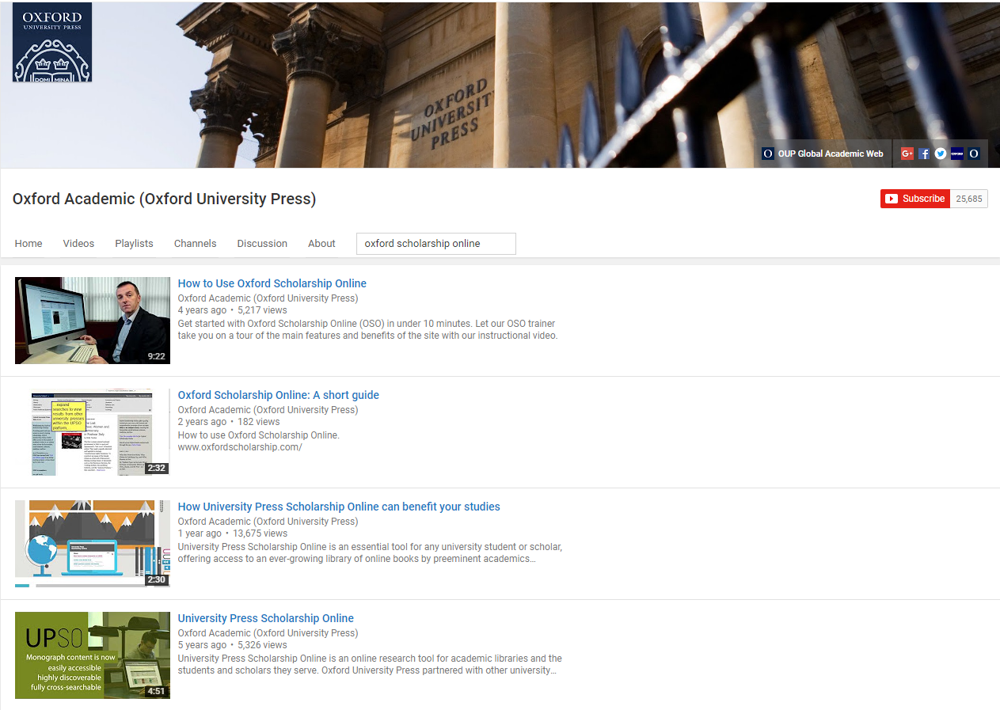 OXFORD
UNIVERSITY PRESS
DOMI MINA
OXFORD
UNIVERSITY
PRESS
OUP Global Academic Web
Oxford Academic (Oxford University Press)
Subscribe 25,685
Home Videos Playlists Channels Discussion About oxford scholarship online
How to Use Oxford Scholarship Online
Oxford Academic (Oxford University Press)
4 years ago • 5,217 views
Get started with Oxford Scholarship Online (OSO) in under 10 minutes. Let our OSO trainer
take you on a tour of the main features and benefits of the site with our instructional video.
9:22
Oxford Scholarship Online: A short guide
Oxford Academic (Oxford University Press)
2 years ago • 182 views
How to use Oxford Scholarship Online.
www.oxfordscholarship.com/
expand
searches to view
results from other
university presses
within the UPSO
platform...
2:32
How University Press Scholarship Online can benefit your studies
Oxford Academic (Oxford University Press)
1 year ago • 13,675 views
University Press Scholarship Online is an essential tool for any university student or scholar,
offering access to an ever-growing library of online books by preeminent academics...
2:30
University Press Scholarship Online
Oxford Academic (Oxford University Press)
5 years ago • 5,326 views
University Press Scholarship Online is an online research tool for academic libraries and the
students and scholars they serve. Oxford University Press partnered with other university...
UPSO
Monograph content is now
easily accessible
highly discoverable
fully cross-searchable
4:51